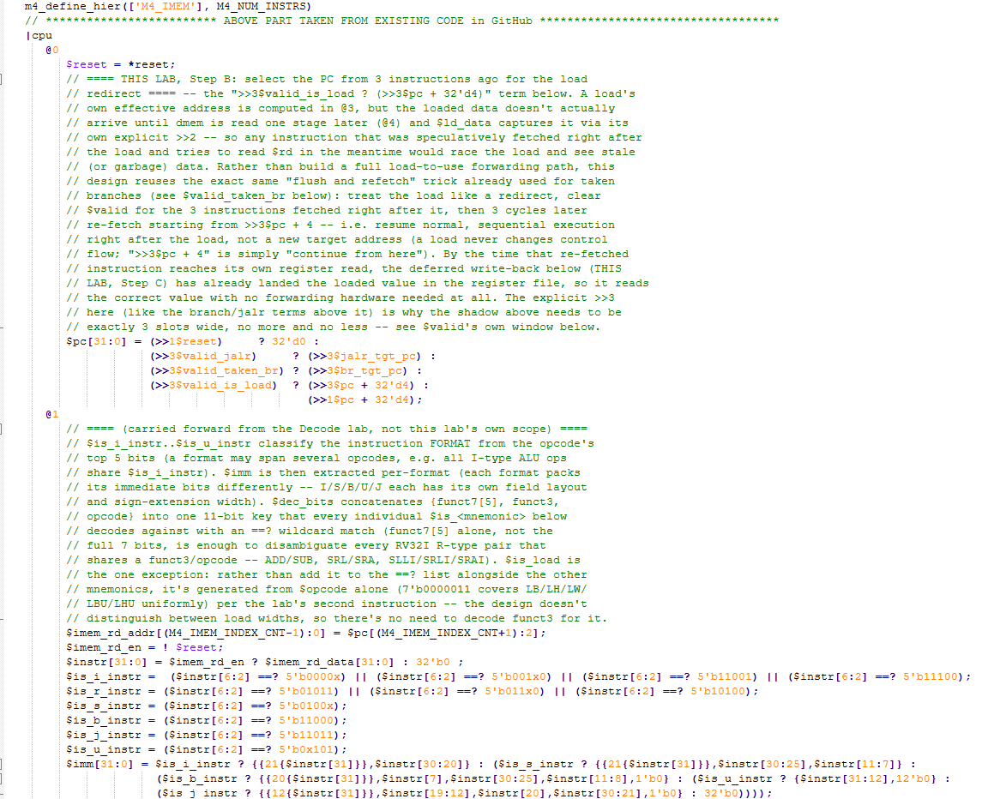 m4_define_hier(['M4_IMEM'], M4_NUM_INSTRS)
// ************************* ABOVE PART TAKEN FROM EXISTING CODE in GitHub ***********************************
|cpu
@0
$reset = *reset;
// ==== THIS LAB, Step B: select the PC from 3 instructions ago for the load
// redirect ==== -- the ">>3$valid_is_load ? (>>3$pc + 32'd4)" term below. A load's
// own effective address is computed in @3, but the loaded data doesn't actually
// arrive until dmem is read one stage later (@4) and $ld_data captures it via its
// own explicit >>2 -- so any instruction that was speculatively fetched right after
// the load and tries to read $rd in the meantime would race the load and see stale
// (or garbage) data. Rather than build a full load-to-use forwarding path, this
// design reuses the exact same "flush and refetch" trick already used for taken
// branches (see $valid_taken_br below): treat the load like a redirect, clear
// $valid for the 3 instructions fetched right after it, then 3 cycles later
// re-fetch starting from >>3$pc + 4 -- i.e. resume normal, sequential execution
// right after the load, not a new target address (a load never changes control
// flow; ">>3$pc + 4" is simply "continue from here"). By the time that re-fetched
// instruction reaches its own register read, the deferred write-back below (THIS
// LAB, Step C) has already landed the loaded value in the register file, so it reads
// the correct value with no forwarding hardware needed at all. The explicit >>3
// here (like the branch/jalr terms above it) is why the shadow above needs to be
// exactly 3 slots wide, no more and no less -- see $valid's own window below.
$pc[31:0] = (>>1$reset) ? 32'd0 :
(>>3$valid_jalr) ? (>>3$jalr_tgt_pc) :
(>>3$valid_taken_br) ? (>>3$br_tgt_pc) :
(>>3$valid_is_load) ? (>>3$pc + 32'd4) :
(>>1$pc + 32'd4);
@1
// ==== (carried forward from the Decode lab, not this lab's own scope) ====
// $is_i_instr..$is_u_instr classify the instruction FORMAT from the opcode's
// top 5 bits (a format may span several opcodes, e.g. all I-type ALU ops
// share $is_i_instr). $imm is then extracted per-format (each format packs
// its immediate bits differently -- I/S/B/U/J each has its own field layout
// and sign-extension width). $dec_bits concatenates {funct7[5], funct3,
// opcode} into one 11-bit key that every individual $is_<mnemonic> below
// decodes against with an ==? wildcard match (funct7[5] alone, not the
// full 7 bits, is enough to disambiguate every RV32I R-type pair that
// shares a funct3/opcode -- ADD/SUB, SRL/SRA, SLLI/SRLI/SRAI). $is_load is
// the one exception: rather than add it to the ==? list alongside the other
// mnemonics, it's generated from $opcode alone (7'b0000011 covers LB/LH/LW/
// LBU/LHU uniformly) per the lab's second instruction -- the design doesn't
// distinguish between load widths, so there's no need to decode funct3 for it.
$imem_rd_addr[(M4_IMEM_INDEX_CNT-1):0] = $pc[(M4_IMEM_INDEX_CNT+1):2];
$imem_rd_en = ! $reset;
$instr[31:0] = $imem_rd_en ? $imem_rd_data[31:0] : 32'b0 ;
$is_i_instr =  ($instr[6:2] ==? 5'b0000x) || ($instr[6:2] ==? 5'b001x0) || ($instr[6:2] ==? 5'b11001) || ($instr[6:2] ==? 5'b11100);
$is_r_instr = ($instr[6:2] ==? 5'b01011) || ($instr[6:2] ==? 5'b011x0) || ($instr[6:2] ==? 5'b10100);
$is_s_instr = ($instr[6:2] ==? 5'b0100x);
$is_b_instr = ($instr[6:2] ==? 5'b11000);
$is_j_instr = ($instr[6:2] ==? 5'b11011);
$is_u_instr = ($instr[6:2] ==? 5'b0x101);
$imm[31:0] = $is_i_instr ? {{21{$instr[31]}},$instr[30:20]} : ($is_s_instr ? {{21{$instr[31]}},$instr[30:25],$instr[11:7]} :
($is_b_instr ? {{20{$instr[31]}},$instr[7],$instr[30:25],$instr[11:8],1'b0} : ($is_u_instr ? {$instr[31:12],12'b0} :
($is_j_instr ? {{12{$instr[31]}},$instr[19:12],$instr[20],$instr[30:21],1'b0} : 32'b0))));